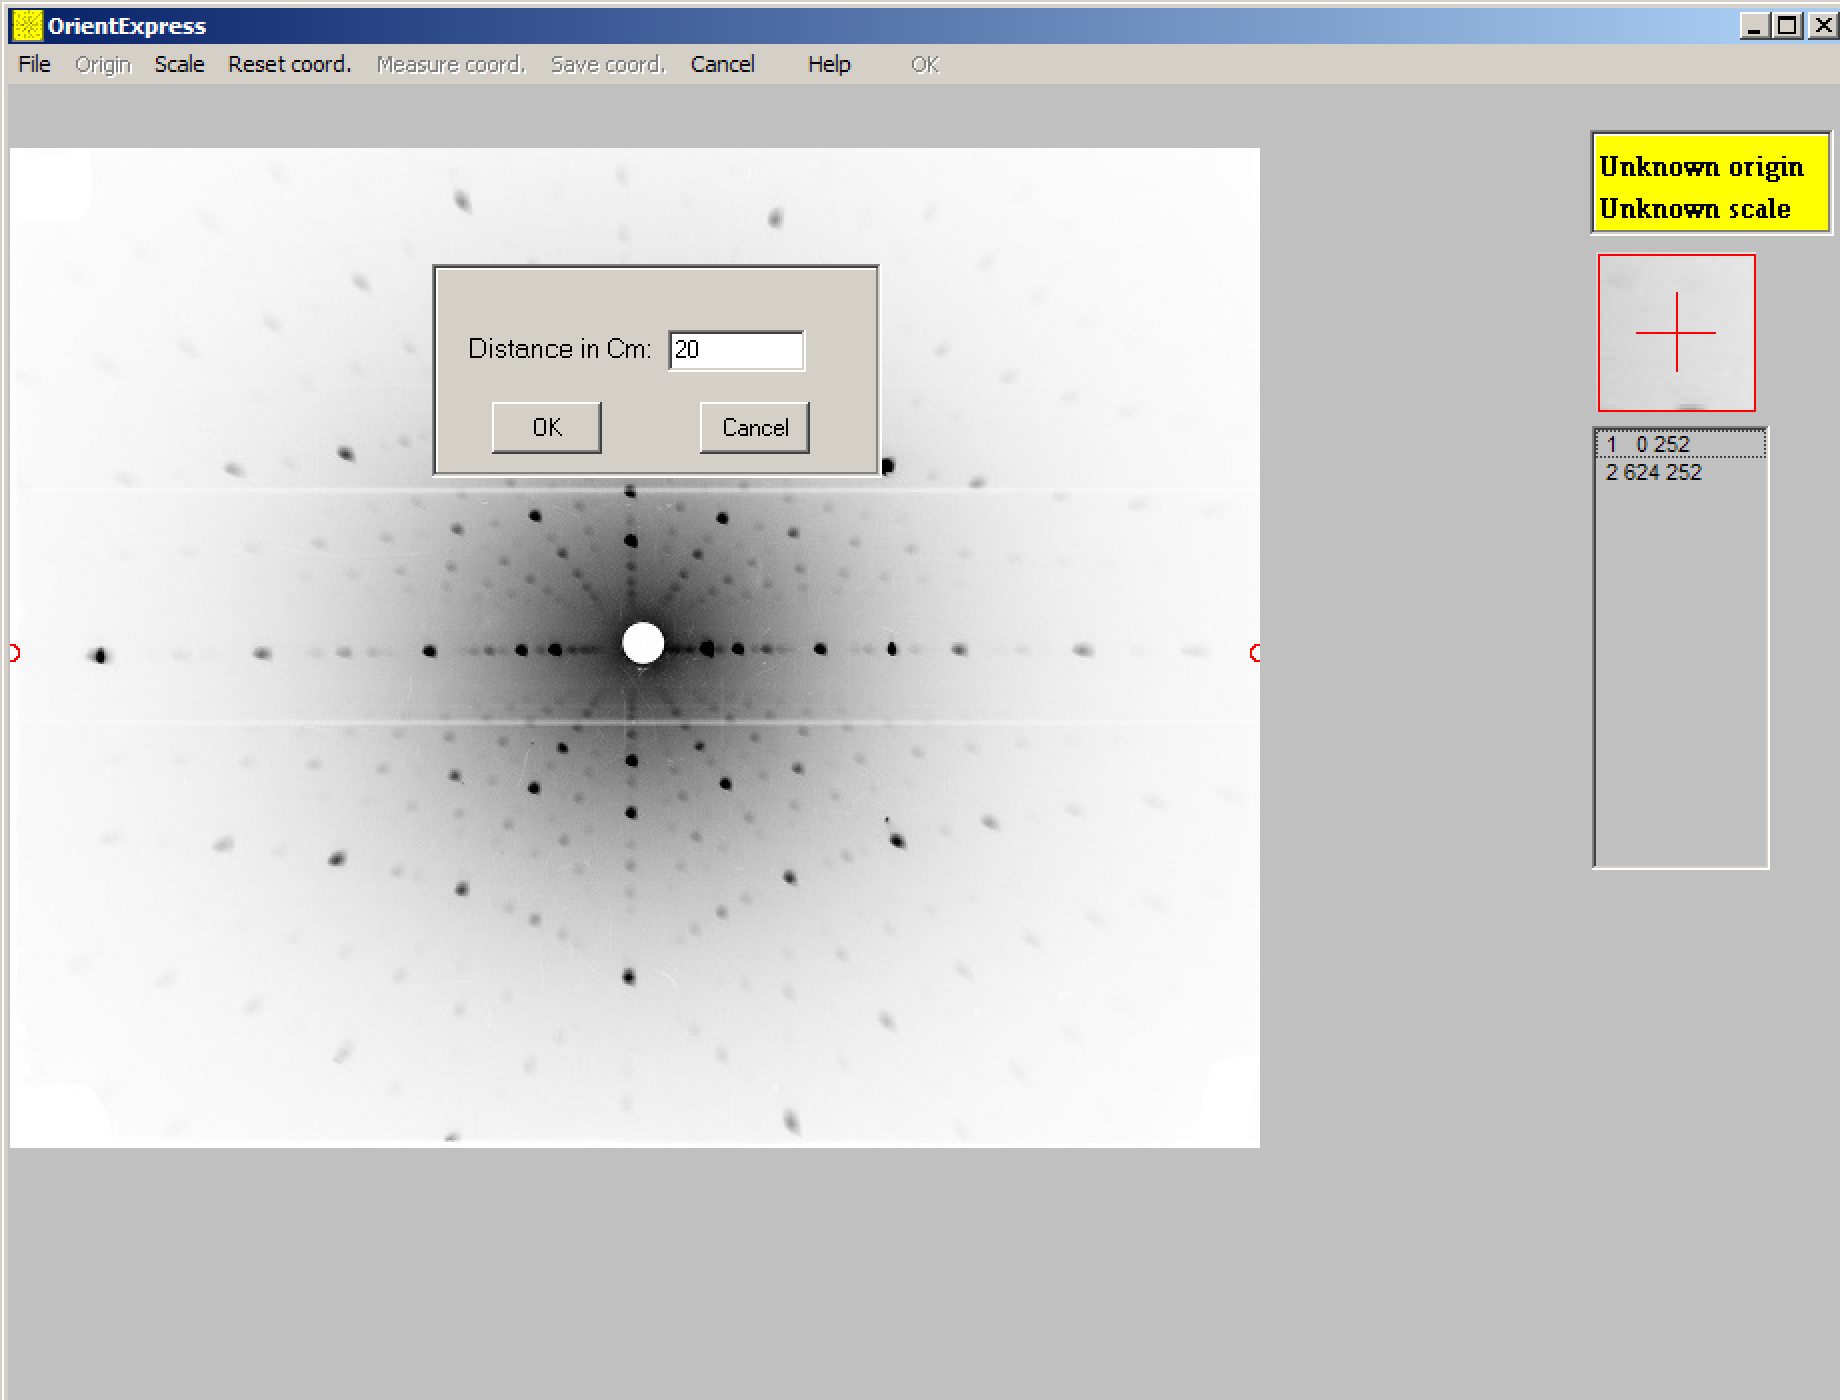 OrientExpress
File Origin Scale Reset coord. Measure coord. Save coord. Cancel Help OK
Unknown origin
Unknown scale
Distance in Cm: 20
OK Cancel
1 0 252
2 624 252